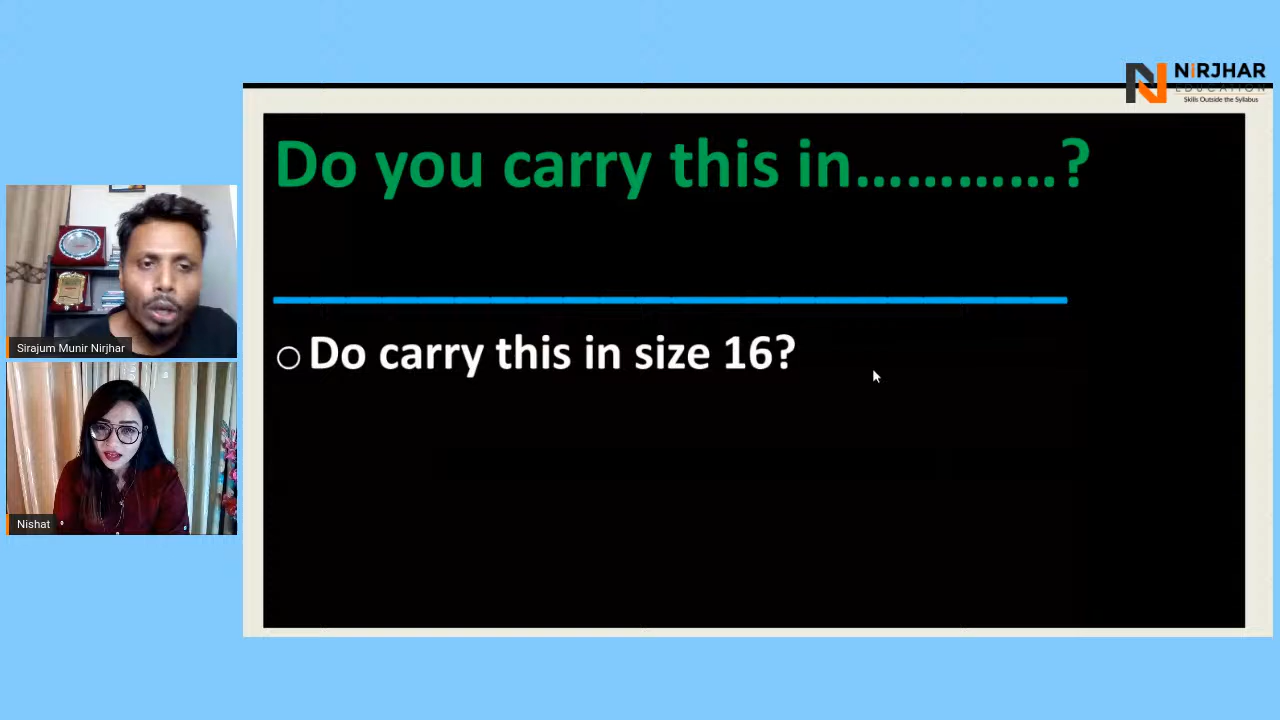 NiRJHAR
EDUCATION
Skills Outside the Syllabus
Do you carry this in…………?
Do carry this in size 16?
Sirajum Munir Nirjhar
Nishat